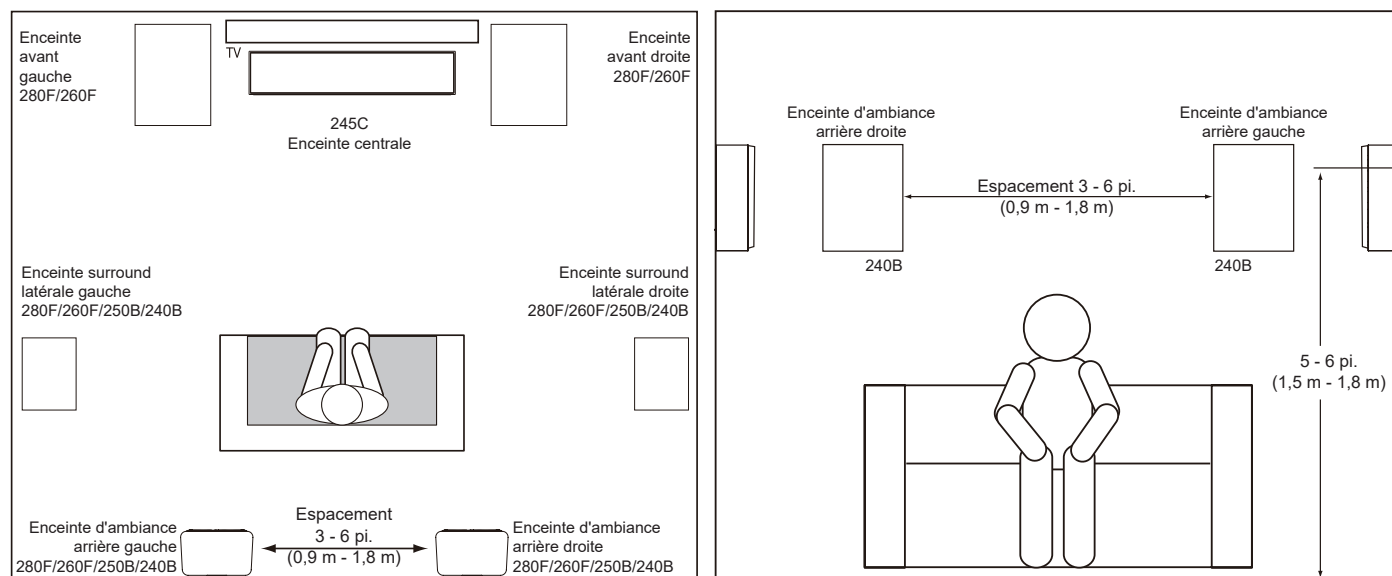 Enceinte
avant
gauche
280F/260F
TV
245C
Enceinte centrale
Enceinte
avant droite
280F/260F
Enceinte surround
latérale gauche
280F/260F/250B/240B
Enceinte surround
latérale droite
280F/260F/250B/240B
Enceinte d'ambiance
arrière gauche
280F/260F/250B/240B
Espacement
3 - 6 pi.
(0,9 m - 1,8 m)
Enceinte d'ambiance
arrière droite
280F/260F/250B/240B
Enceinte d'ambiance
arrière droite
240B
Espacement 3 - 6 pi.
(0,9 m - 1,8 m)
Enceinte d'ambiance
arrière gauche
240B
5 - 6 pi.
(1,5 m - 1,8 m)